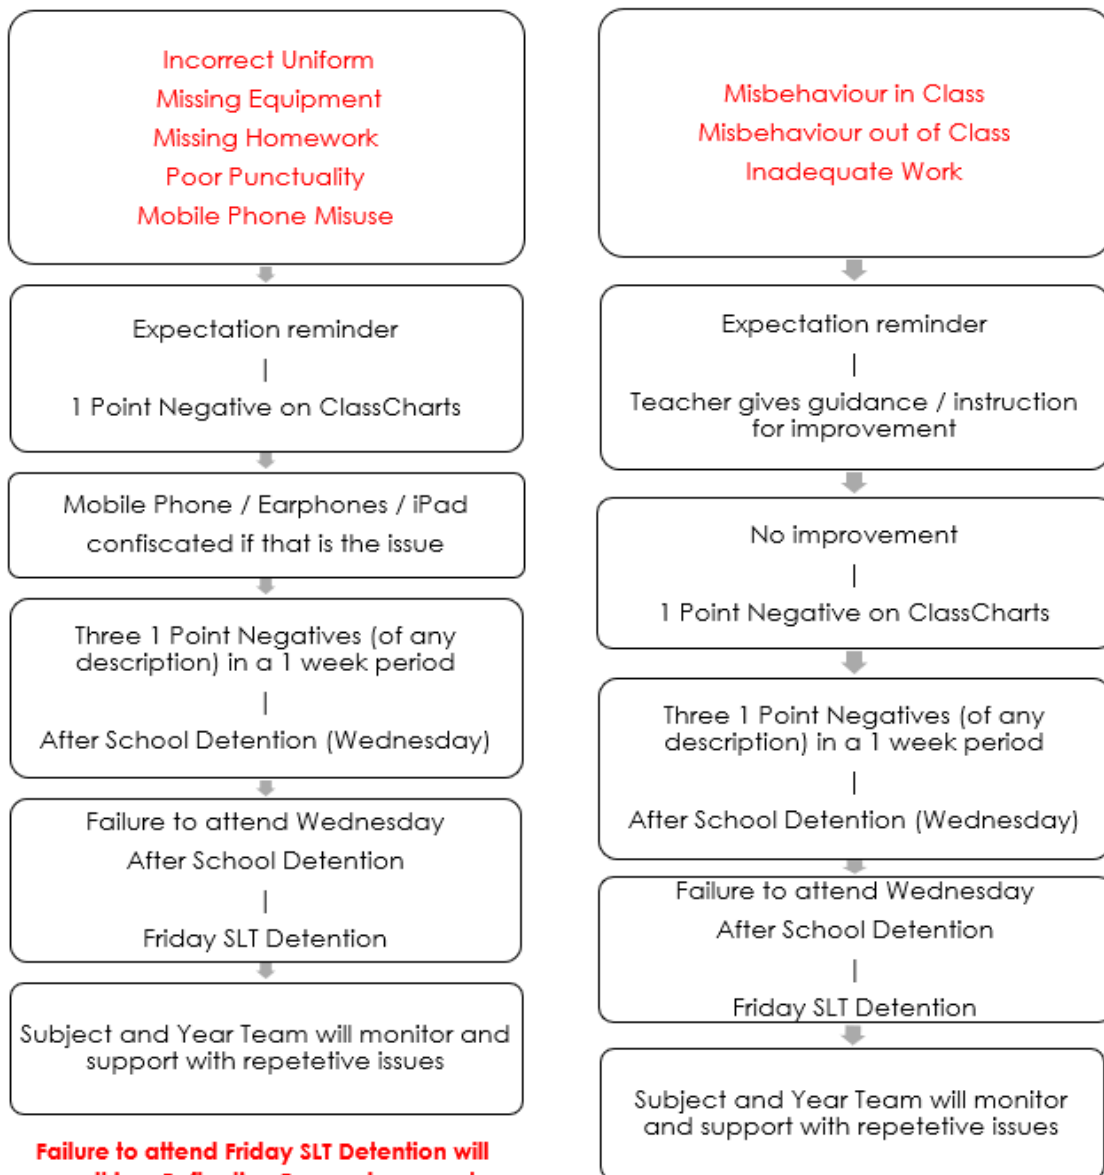 Incorrect Uniform
Missing Equipment
Missing Homework
Poor Punctuality
Mobile Phone Misuse
Expectation reminder
|
1 Point Negative on ClassCharts
Mobile Phone / Earphones / iPad
confiscated if that is the issue
Three 1 Point Negatives (of any
description) in a 1 week period
|
After School Detention (Wednesday)
Failure to attend Wednesday
After School Detention
|
Friday SLT Detention
Subject and Year Team will monitor and
support with repetetive issues
Failure to attend Friday SLT Detention will
Misbehaviour in Class
Misbehaviour out of Class
Inadequate Work
Expectation reminder
|
Teacher gives guidance / instruction
for improvement
No improvement
|
1 Point Negative on ClassCharts
Three 1 Point Negatives (of any
description) in a 1 week period
|
After School Detention (Wednesday)
Failure to attend Wednesday
After School Detention
|
Friday SLT Detention
Subject and Year Team will monitor
and support with repetetive issues